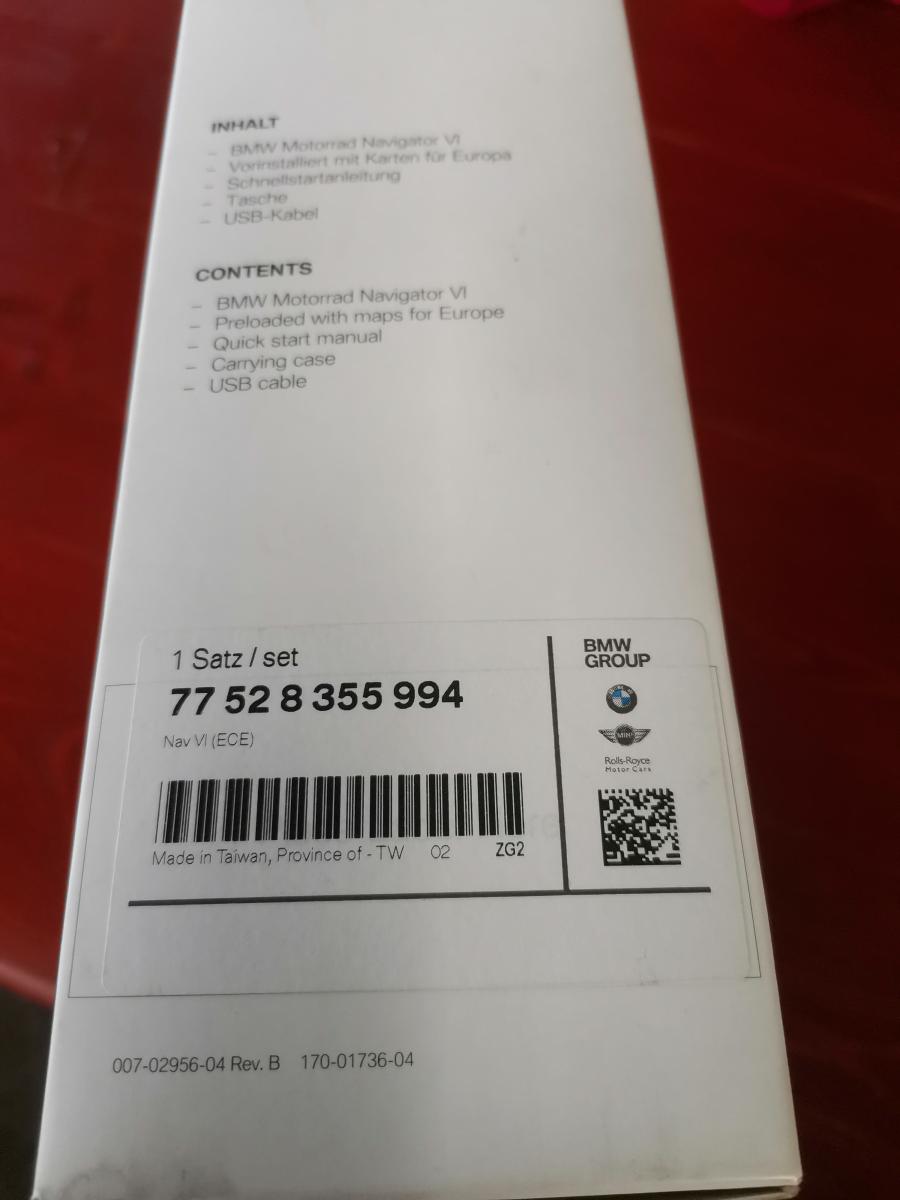 INHALT
– BMW Motorrad Navigator VI
– Vorinstalliert mit Karten für Europa
– Schnellstartanleitung
– Tasche
– USB-Kabel
CONTENTS
– BMW Motorrad Navigator VI
– Preloaded with maps for Europe
– Quick start manual
– Carrying case
– USB cable
1 Satz / set
77 52 8 355 994
Nav VI (ECE)
Made in Taiwan, Province of - TW 02 ZG2
BMW
GROUP
BMW
MINI
Rolls-Royce
Motor Cars
007-02956-04 Rev. B 170-01736-04